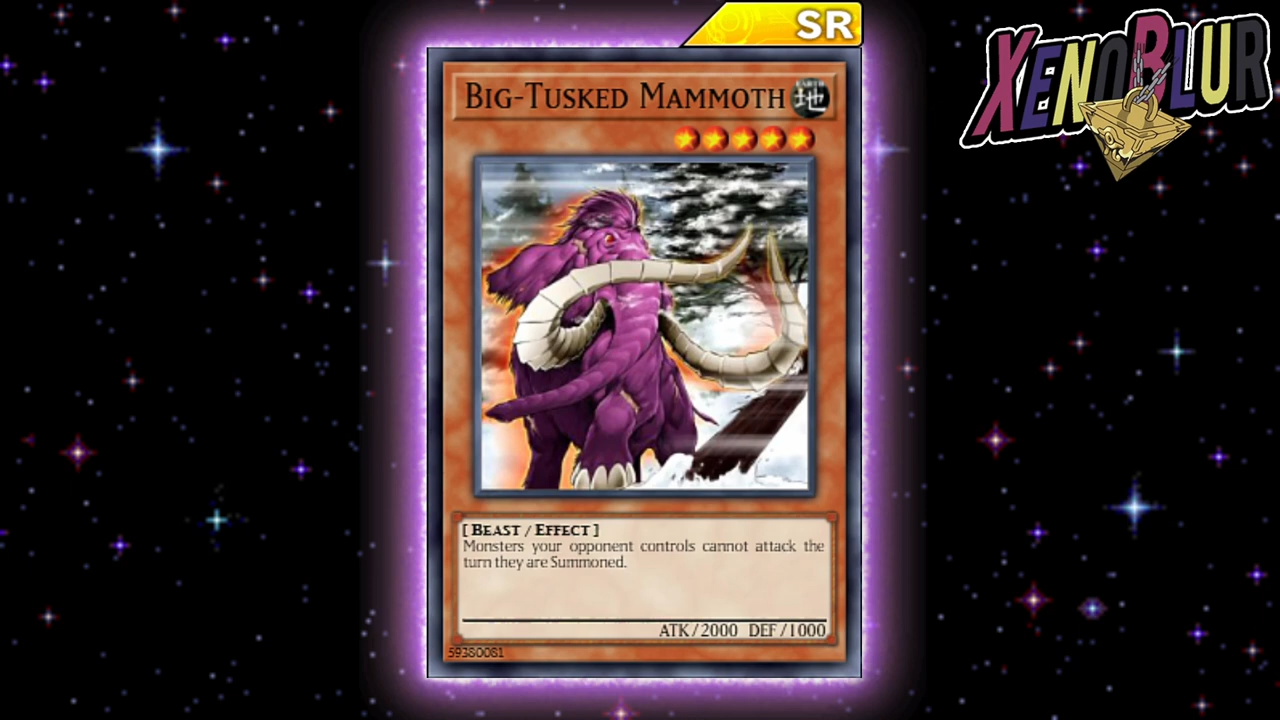 SR
XENOBLUR
BIG-TUSKED MAMMOTH
EARTH
地
[ BEAST / EFFECT ]
Monsters your opponent controls cannot attack the
turn they are Summoned.
ATK/2000 DEF/1000
59380081